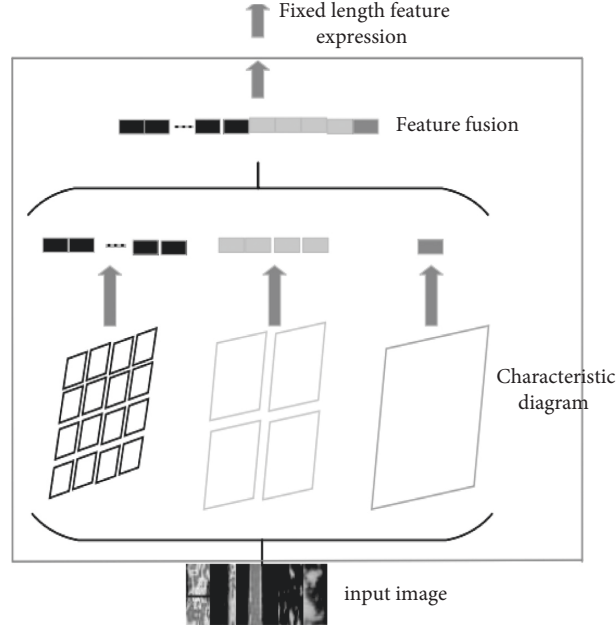 Fixed length feature
expression
Feature fusion
Characteristic
diagram
input image